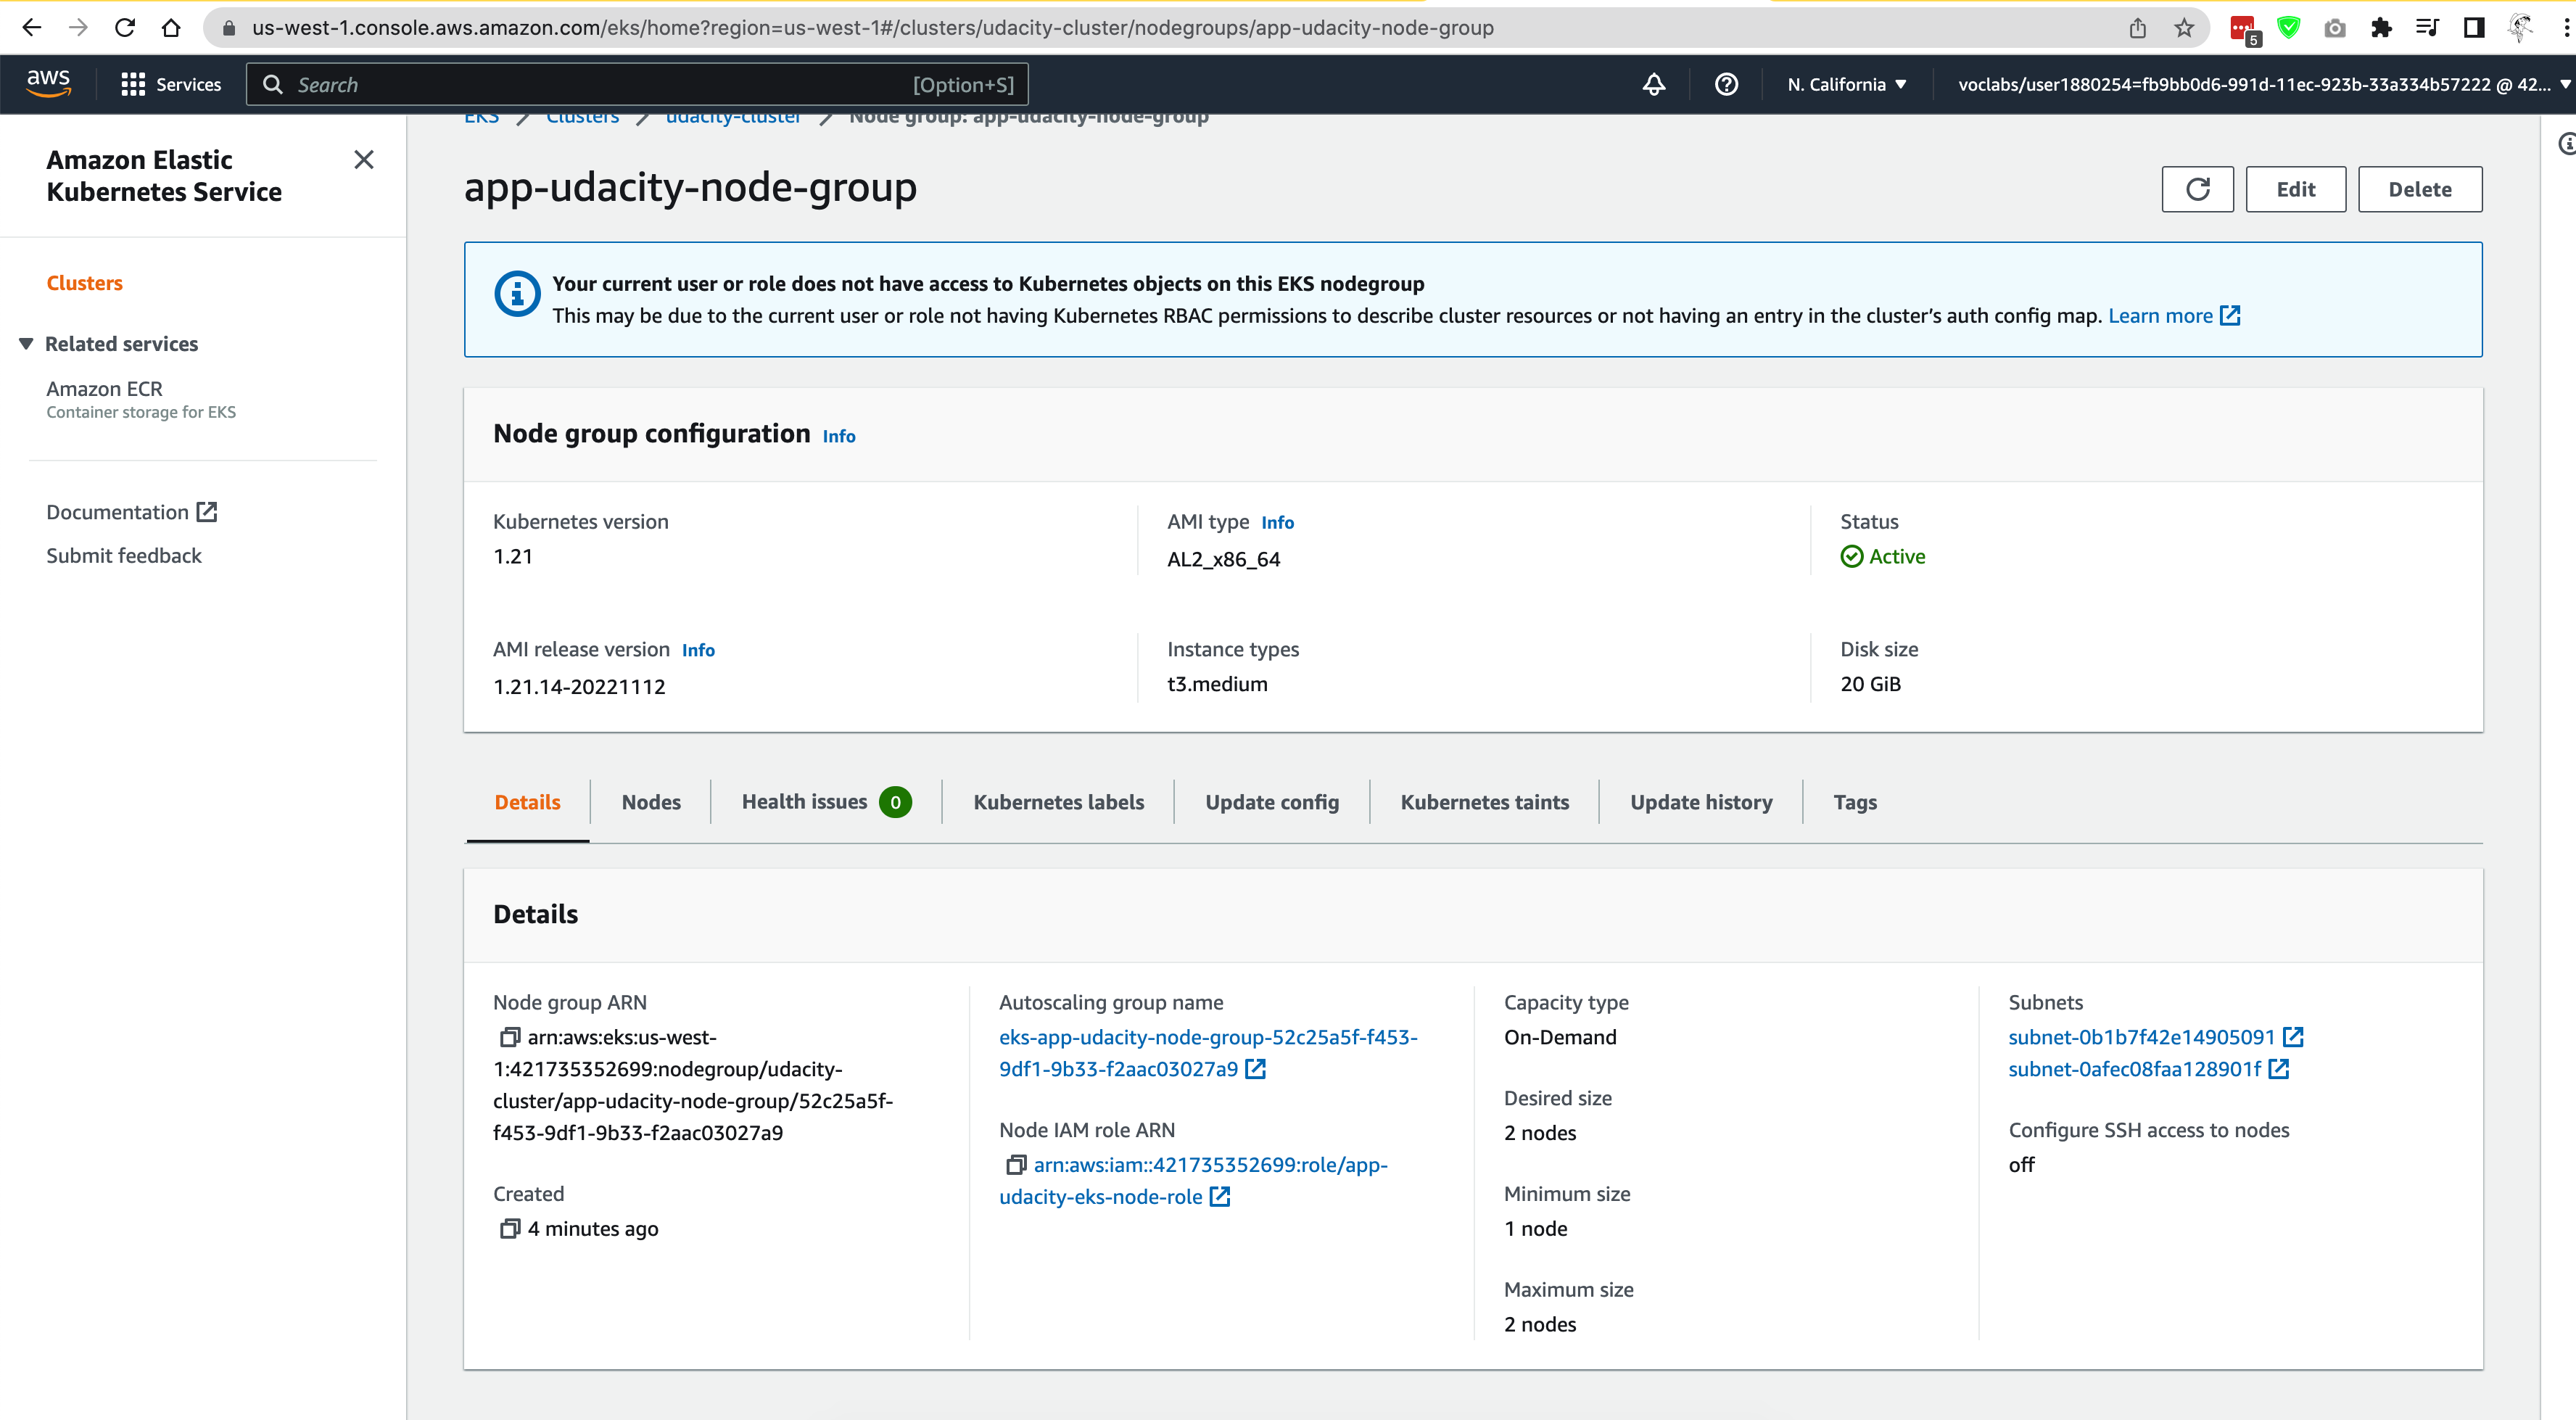 us-west-1.console.aws.amazon.com/eks/home?region=us-west-1#/clusters/udacity-cluster/nodegroups/app-udacity-node-group
5
aws
Services
Search
[Option+S]
N. California
voclabs/user1880254=fb9bb0d6-991d-11ec-923b-33a334b57222 @ 42...
Amazon Elastic
Kubernetes Service
Clusters
Related services
Amazon ECR
Container storage for EKS
Documentation
Submit feedback
EKS
Clusters
udacity-cluster
Node group: app-udacity-node-group
app-udacity-node-group
Edit
Delete
Your current user or role does not have access to Kubernetes objects on this EKS nodegroup
This may be due to the current user or role not having Kubernetes RBAC permissions to describe cluster resources or not having an entry in the cluster's auth config map. Learn more
Node group configuration Info
Kubernetes version
1.21
AMI type Info
AL2_x86_64
Status
Active
AMI release version Info
1.21.14-20221112
Instance types
t3.medium
Disk size
20 GiB
Details
Nodes
Health issues 0
Kubernetes labels
Update config
Kubernetes taints
Update history
Tags
Details
Node group ARN
arn:aws:eks:us-west-
1:421735352699:nodegroup/udacity-
cluster/app-udacity-node-group/52c25a5f-
f453-9df1-9b33-f2aac03027a9
Created
4 minutes ago
Autoscaling group name
eks-app-udacity-node-group-52c25a5f-f453-
9df1-9b33-f2aac03027a9
Node IAM role ARN
arn:aws:iam::421735352699:role/app-
udacity-eks-node-role
Capacity type
On-Demand
Desired size
2 nodes
Minimum size
1 node
Maximum size
2 nodes
Subnets
subnet-0b1b7f42e14905091
subnet-0afec08faa128901f
Configure SSH access to nodes
off